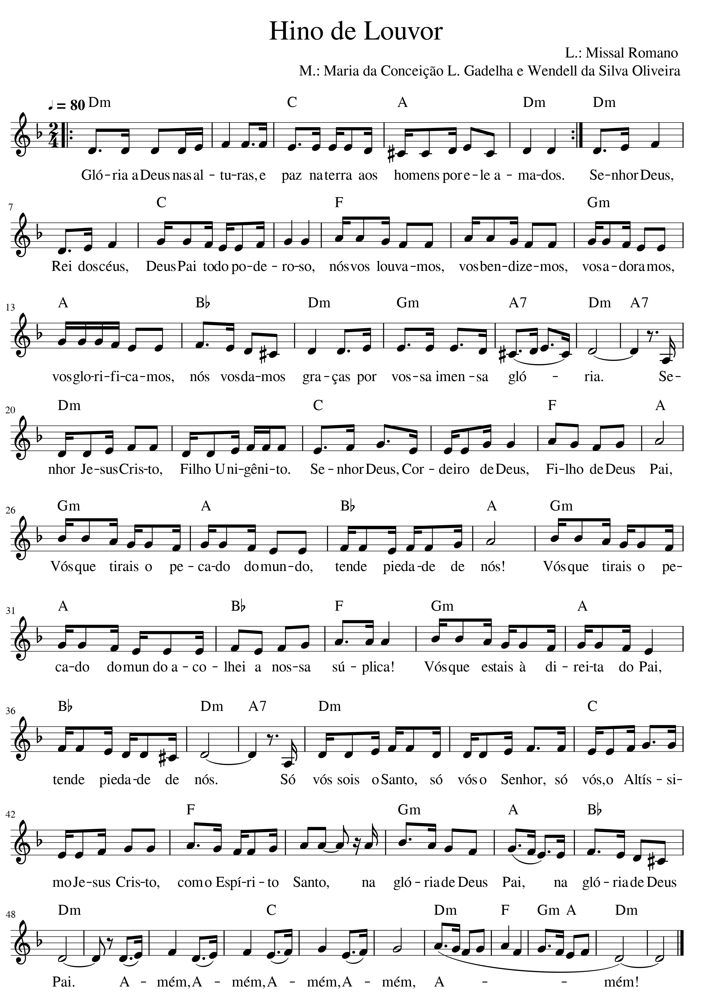 Hino de Louvor
L.: Missal Romano
M.: Maria da Conceição L. Gadelha e Wendell da Silva Oliveira
♩ = 80 Dm C A Dm Dm
2/4
Gló-ria_a Deus nas al-tu-ras, e paz na terra aos homens por e-le_a-ma-dos. Se-nhor Deus,
7 C F Gm
Rei dos céus, Deus Pai todo po-de-ro-so, nós vos louva-mos, vos ben-dize-mos, vos a-doramos,
13 A B♭ Dm Gm A7 Dm A7
vos glo-ri-fi-ca-mos, nós vos da-mos gra-ças por vos-sa imen-sa gló-ria. Se-
20 Dm C F A
nhor Je-sus Cris-to, Filho_Uni-gêni-to. Se-nhor Deus, Cor-deiro de Deus, Fi-lho de Deus Pai,
26 Gm A B♭ A Gm
Vós que tirais o pe-ca-do do mun-do, tende pieda-de de nós! Vós que tirais o pe-
31 A B♭ F Gm A
ca-do do mun do_a-co-lhei a nos-sa sú-plica! Vós que estais à di-rei-ta do Pai,
36 B♭ Dm A7 Dm C
tende pieda-de de nós. Só vós sois o Santo, só vós o Senhor, só vós, o Altís-si-
42 F Gm A B♭
mo Je-sus Cris-to, com o_Espí-ri-to Santo, na gló-ria de Deus Pai, na gló-ria de Deus
48 Dm C Dm F Gm A Dm
Pai. A-mém, A-mém, A-mém, A-mém, A-mém!